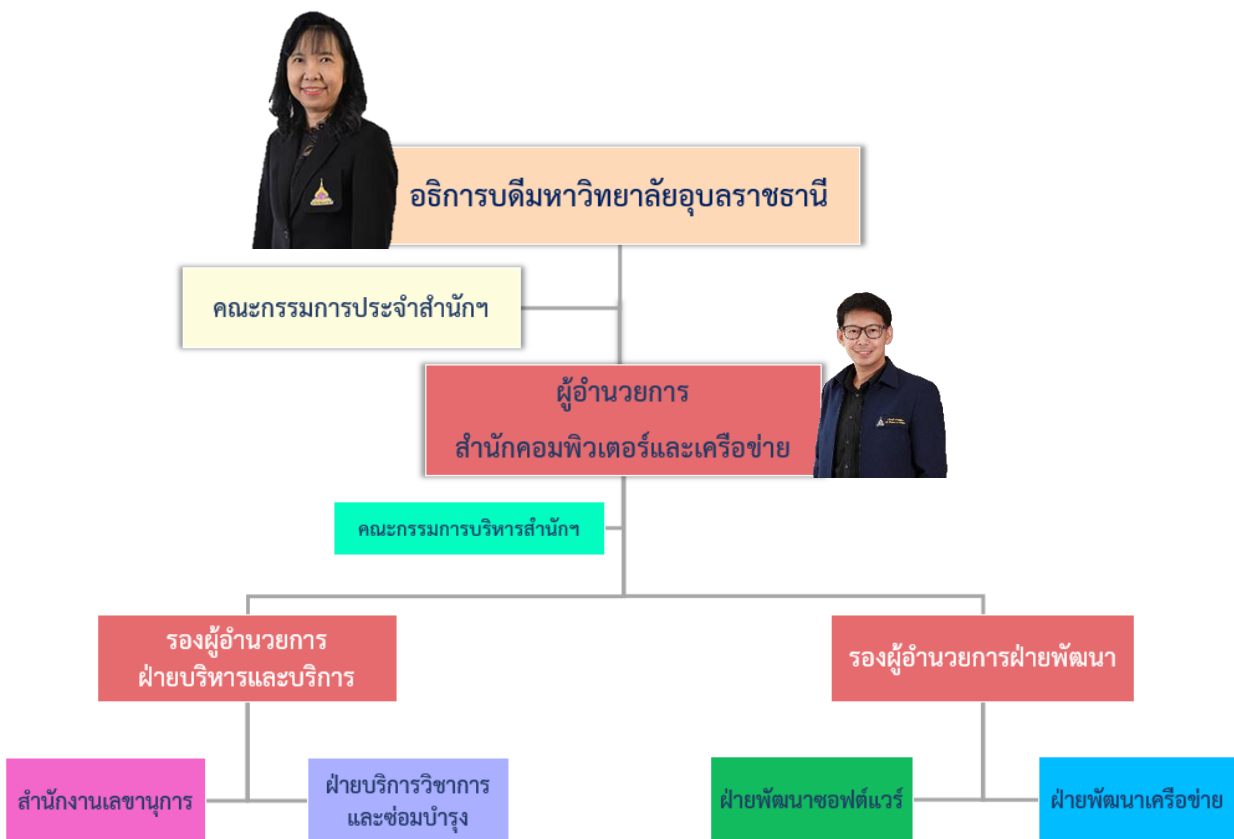 อธิการบดีมหาวิทยาลัยอุบลราชธานี
คณะกรรมการประจำสำนักฯ
ผู้อำนวยการ
สำนักคอมพิวเตอร์และเครือข่าย
คณะกรรมการบริหารสำนักฯ
รองผู้อำนวยการ
ฝ่ายบริหารและบริการ
รองผู้อำนวยการฝ่ายพัฒนา
สำนักงานเลขานุการ
ฝ่ายบริการวิชาการ
และซ่อมบำรุง
ฝ่ายพัฒนาซอฟต์แวร์
ฝ่ายพัฒนาเครือข่าย